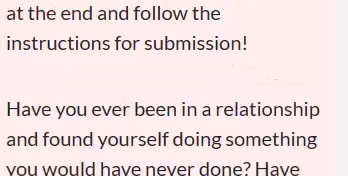 at the end and follow the
instructions for submission!
Have you ever been in a relationship
and found yourself doing something
you would have never done? Have